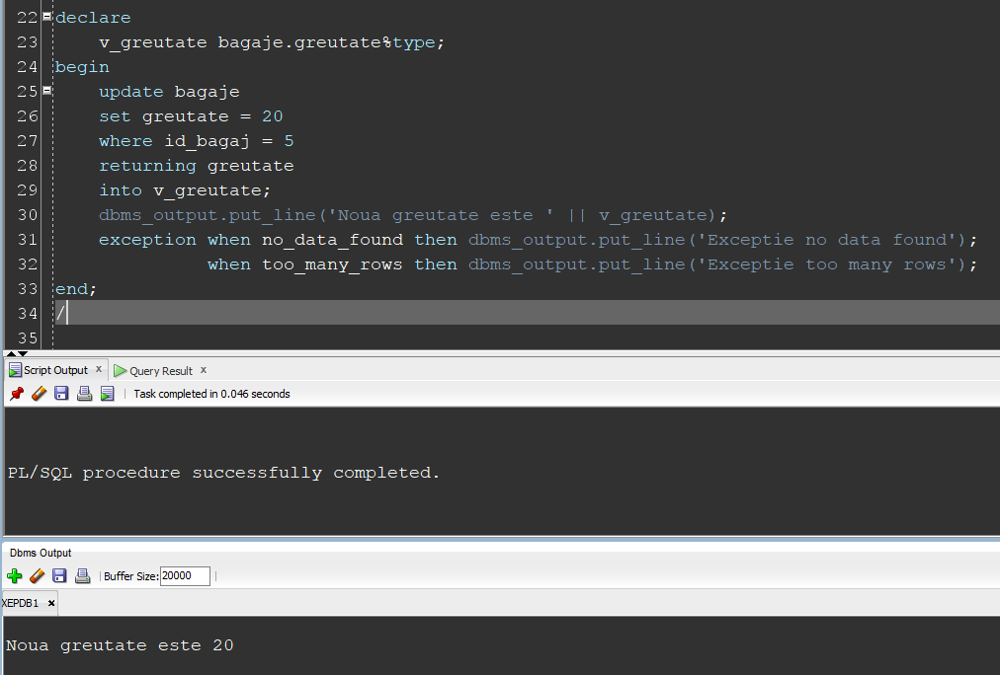 22 declare
23     v_greutate bagaje.greutate%type;
24 begin
25     update bagaje
26     set greutate = 20
27     where id_bagaj = 5
28     returning greutate
29     into v_greutate;
30     dbms_output.put_line('Noua greutate este ' || v_greutate);
31     exception when no_data_found then dbms_output.put_line('Exceptie no data found');
32               when too_many_rows then dbms_output.put_line('Exceptie too many rows');
33 end;
34 /
35
Script Output x Query Result x
Task completed in 0.046 seconds
PL/SQL procedure successfully completed.
Dbms Output
Buffer Size: 20000
XEPDB1 x
Noua greutate este 20